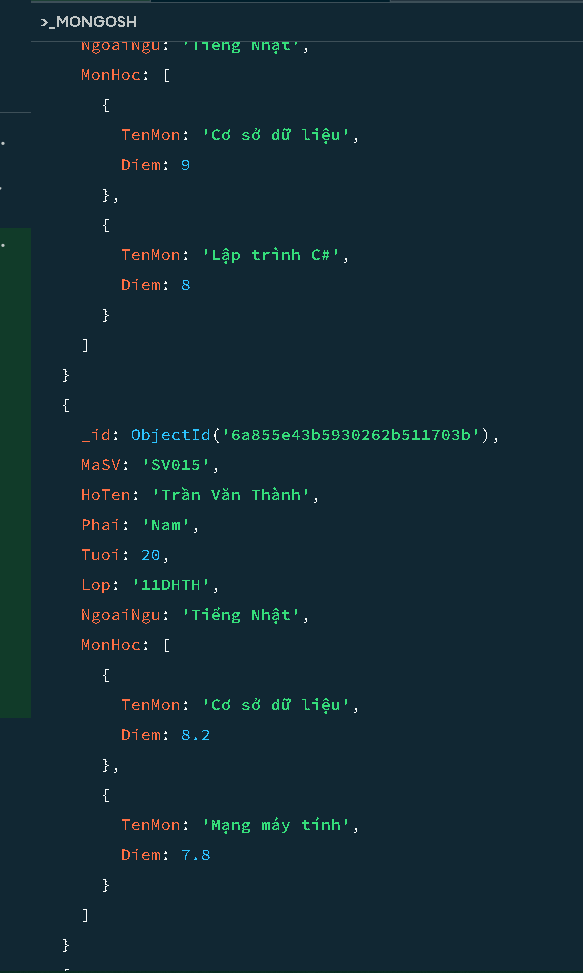 >_MONGOSH
NgoaiNgu: 'Tiếng Nhật',
MonHoc: [
{
TenMon: 'Cơ sở dữ liệu',
Diem: 9
},
{
TenMon: 'Lập trình C#',
Diem: 8
}
]
}
{
_id: ObjectId('6a855e43b5930262b511703b'),
MaSV: 'SV015',
HoTen: 'Trần Văn Thành',
Phai: 'Nam',
Tuoi: 20,
Lop: '11DHTH',
NgoaiNgu: 'Tiếng Nhật',
MonHoc: [
{
TenMon: 'Cơ sở dữ liệu',
Diem: 8.2
},
{
TenMon: 'Mạng máy tính',
Diem: 7.8
}
]
}